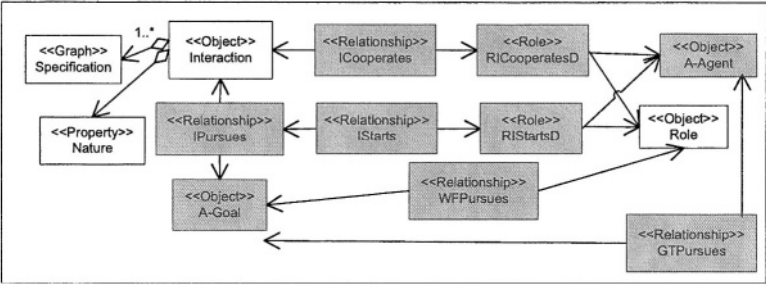 1..*
<<Graph>>
Specification
<<Object>>
Interaction
<<Relationship>>
ICooperates
<<Role>>
RICooperatesD
<<Object>>
A-Agent
<<Property>>
Nature
<<Relationship>>
IPursues
<<Relationship>>
IStarts
<<Role>>
RIStartsD
<<Object>>
Role
<<Object>>
A-Goal
<<Relationship>>
WFPursues
<<Relationship>>
GTPursues